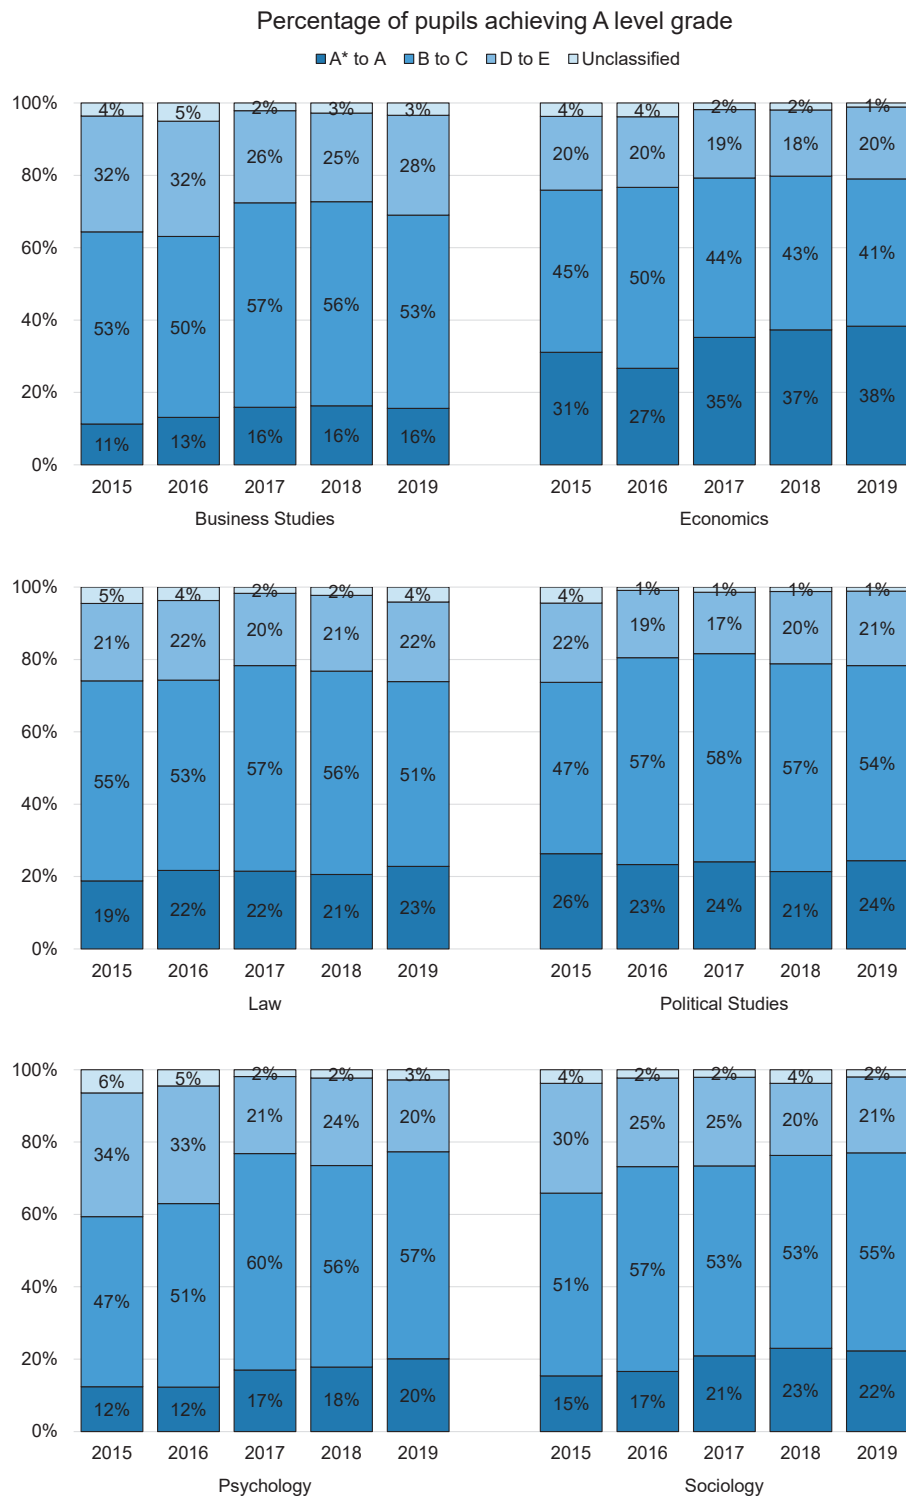 Percentage of pupils achieving A level grade
A* to A B to C D to E Unclassified
100%
80%
60%
40%
20%
0%
4% 5% 2% 3% 3%
32% 32% 26% 25% 28%
53% 50% 57% 56% 53%
11% 13% 16% 16% 16%
2015 2016 2017 2018 2019
Business Studies
4% 4% 2% 2% 1%
20% 20% 19% 18% 20%
45% 50% 44% 43% 41%
31% 27% 35% 37% 38%
2015 2016 2017 2018 2019
Economics
100%
80%
60%
40%
20%
0%
5% 4% 2% 2% 4%
21% 22% 20% 21% 22%
55% 53% 57% 56% 51%
19% 22% 22% 21% 23%
2015 2016 2017 2018 2019
Law
4% 1% 1% 1% 1%
22% 19% 17% 20% 21%
47% 57% 58% 57% 54%
26% 23% 24% 21% 24%
2015 2016 2017 2018 2019
Political Studies
100%
80%
60%
40%
20%
0%
6% 5% 2% 2% 3%
34% 33% 21% 24% 20%
47% 51% 60% 56% 57%
12% 12% 17% 18% 20%
2015 2016 2017 2018 2019
Psychology
4% 2% 2% 4% 2%
30% 25% 25% 20% 21%
51% 57% 53% 53% 55%
15% 17% 21% 23% 22%
2015 2016 2017 2018 2019
Sociology